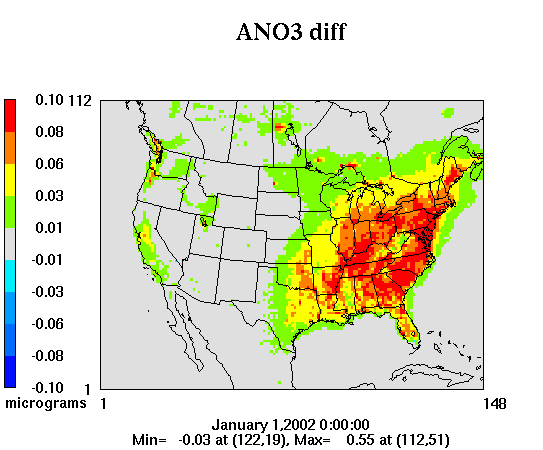 ANO3 diff
0.10 112
0.08
0.06
0.03
0.01
-0.01
-0.03
-0.06
-0.08
-0.10 1
micrograms 1 148
January 1,2002 0:00:00
Min= -0.03 at (122,19), Max= 0.55 at (112,51)